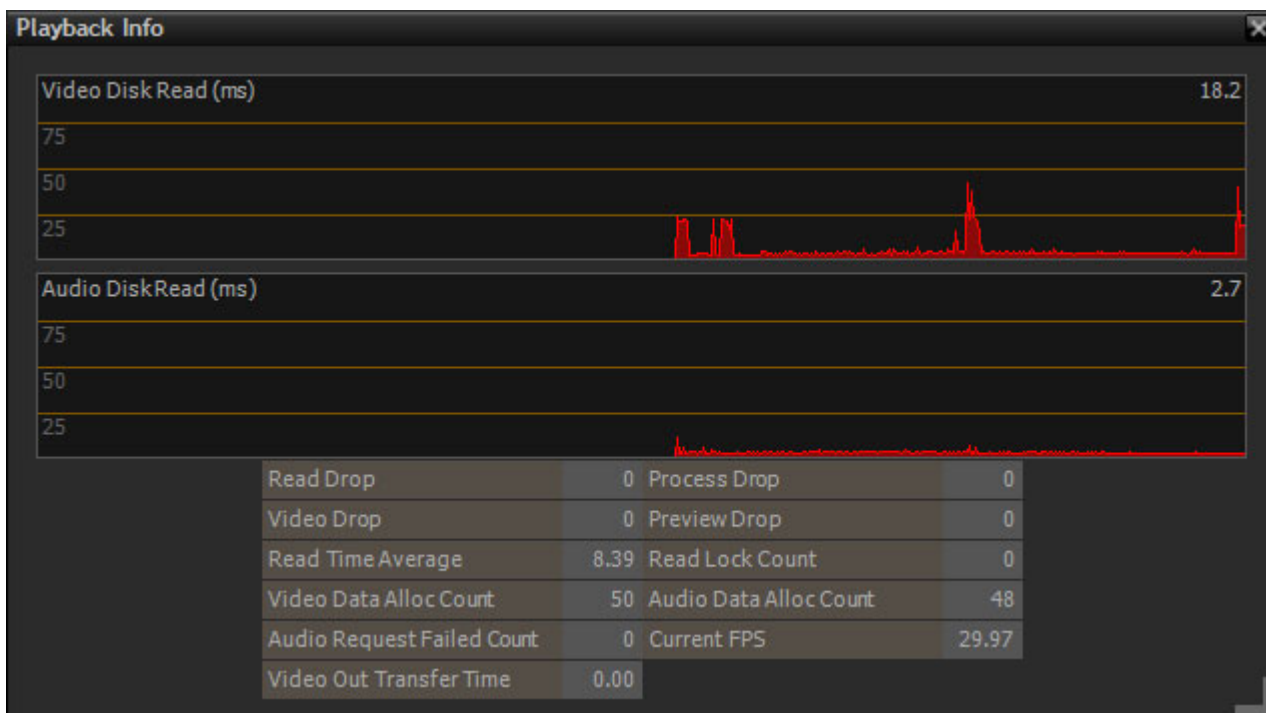 Playback Info
Video Disk Read (ms) 18.2
75
50
25
Audio DiskRead (ms) 2.7
75
50
25
Read Drop 0 Process Drop 0
Video Drop 0 Preview Drop 0
Read Time Average 8.39 Read Lock Count 0
Video Data Alloc Count 50 Audio Data Alloc Count 48
Audio Request Failed Count 0 Current FPS 29.97
Video Out Transfer Time 0.00